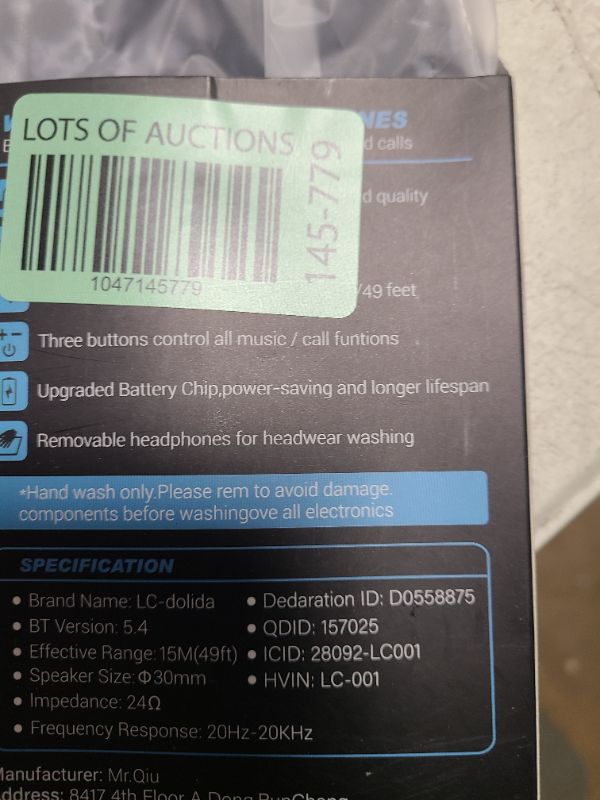 LOTS OF AUCTIONS
145-779
1047145779
NES
d calls
d quality
/49 feet
Three buttons control all music / call funtions
Upgraded Battery Chip,power-saving and longer lifespan
Removable headphones for headwear washing
*Hand wash only.Please rem to avoid damage.
components before washingove all electronics
SPECIFICATION
• Brand Name: LC-dolida
• BT Version: 5.4
• Effective Range:15M(49ft)
• Speaker Size:Φ30mm
• Impedance: 24Ω
• Frequency Response: 20Hz-20KHz
• Dedaration ID: D0558875
• QDID: 157025
• ICID: 28092-LC001
• HVIN: LC-001
Manufacturer: Mr.Qiu
Address: 8417 4th Floor A Dong RunChang